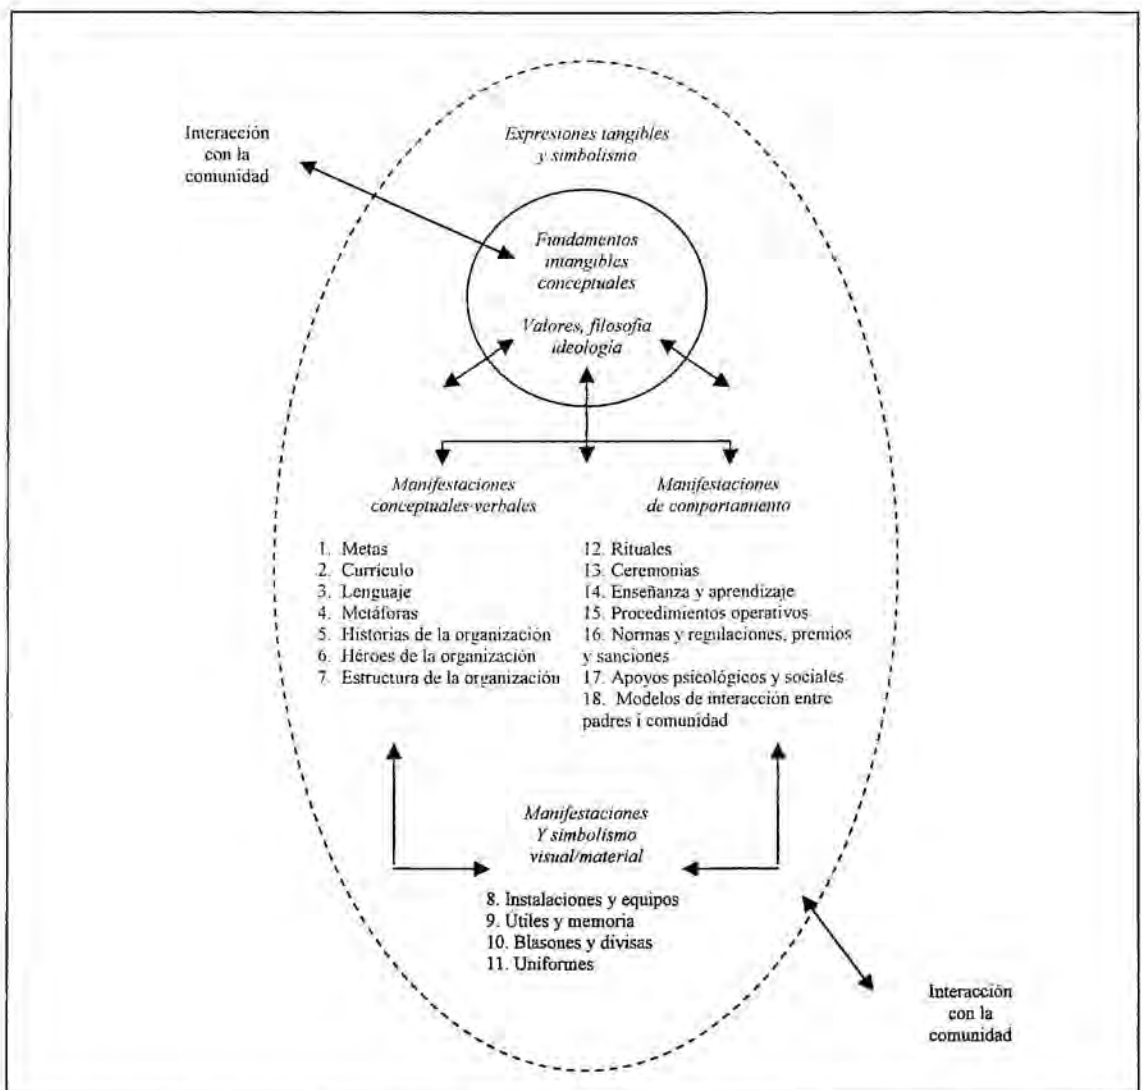 Interacción
con la
comunidad
Expresiones tangibles
y simbolismo
Fundamentos
intangibles
conceptuales
Valores, filosofía
ideología
Manifestaciones
conceptuales-verbales
1. Metas
2. Currículo
3. Lenguaje
4. Metáforas
5. Historias de la organización
6. Héroes de la organización
7. Estructura de la organización
Manifestaciones
de comportamiento
12. Rituales
13. Ceremonias
14. Enseñanza y aprendizaje
15. Procedimientos operativos
16. Normas y regulaciones, premios
y sanciones
17. Apoyos psicológicos y sociales
18. Modelos de interacción entre
padres i comunidad
Manifestaciones
Y simbolismo
visual/material
8. Instalaciones y equipos
9. Utiles y memoria
10. Blasones y divisas
11. Uniformes
Interacción
con la
comunidad